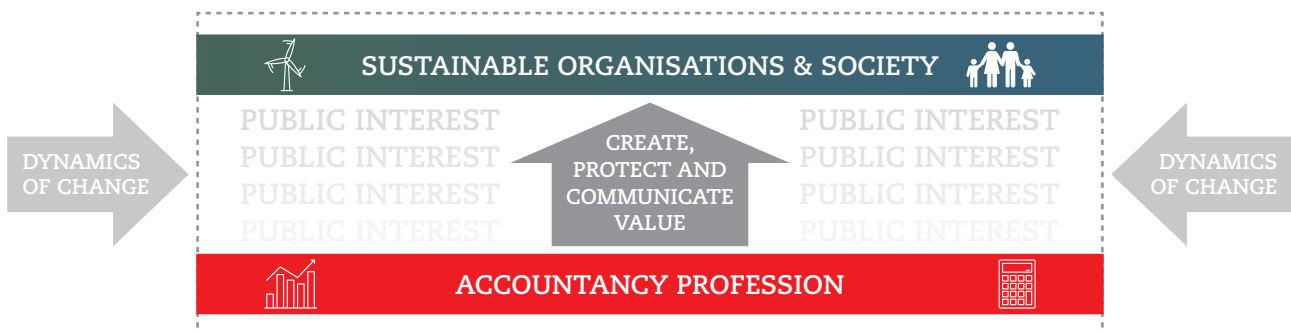 SUSTAINABLE ORGANISATIONS & SOCIETY
DYNAMICS
OF CHANGE
PUBLIC INTEREST
PUBLIC INTEREST
PUBLIC INTEREST
PUBLIC INTEREST
CREATE,
PROTECT AND
COMMUNICATE
VALUE
PUBLIC INTEREST
PUBLIC INTEREST
PUBLIC INTEREST
PUBLIC INTEREST
DYNAMICS
OF CHANGE
ACCOUNTANCY PROFESSION